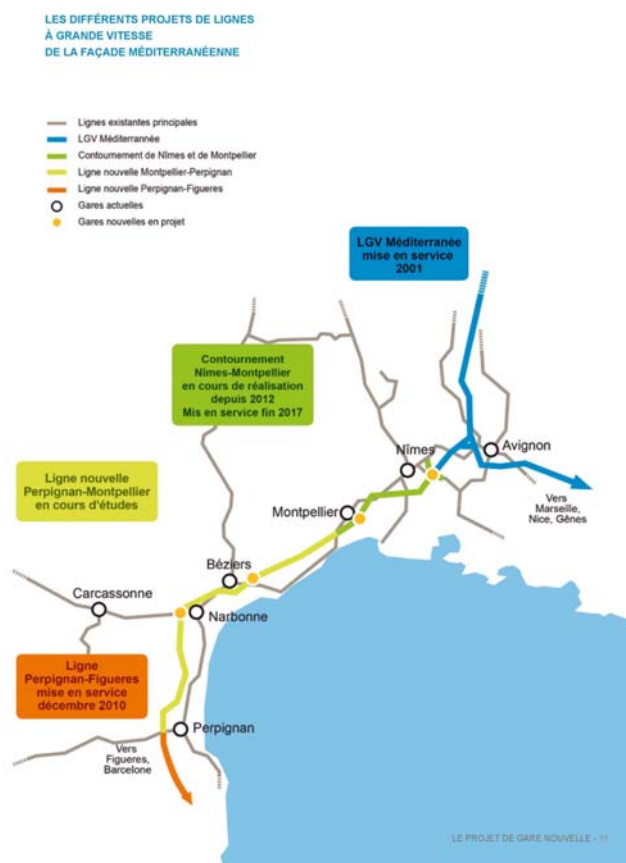 LES DIFFÉRENTS PROJETS DE LIGNES
À GRANDE VITESSE
DE LA FAÇADE MÉDITERRANÉENNE
Lignes existantes principales
LGV Méditerrannée
Contournement de Nîmes et de Montpellier
Ligne nouvelle Montpellier-Perpignan
Ligne nouvelle Perpignan-Figueres
Gares actuelles
Gares nouvelles en projet
LGV Méditerranée
mise en service
2001
Contournement
Nîmes-Montpellier
en cours de réalisation
depuis 2012
Mis en service fin 2017
Nîmes
Avignon
Ligne nouvelle
Perpignan-Montpellier
en cours d'études
Vers
Marseille,
Nice, Gênes
Montpellier
Béziers
Carcassonne
Narbonne
Ligne
Perpignan-Figueres
mise en service
décembre 2010
Perpignan
Vers
Figueres,
Barcelone
LE PROJET DE GARE NOUVELLE - 11